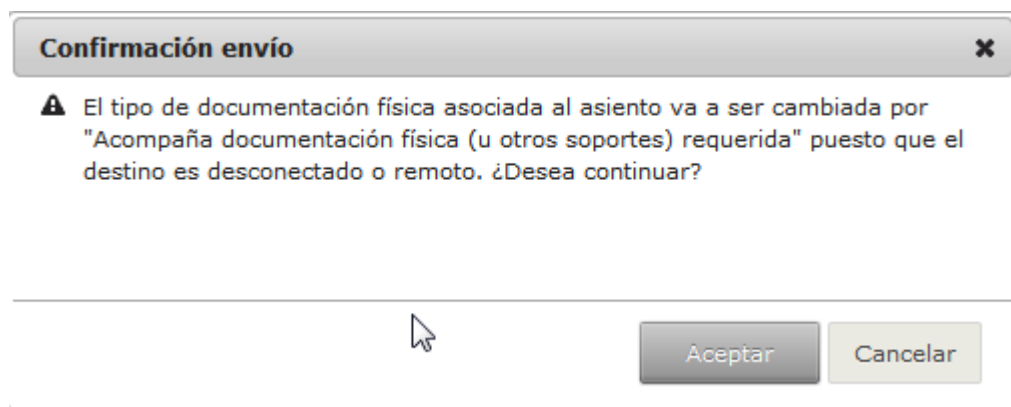 Confirmación envío
El tipo de documentación física asociada al asiento va a ser cambiada por
"Acompaña documentación física (u otros soportes) requerida" puesto que el
destino es desconectado o remoto. ¿Desea continuar?
Aceptar
Cancelar